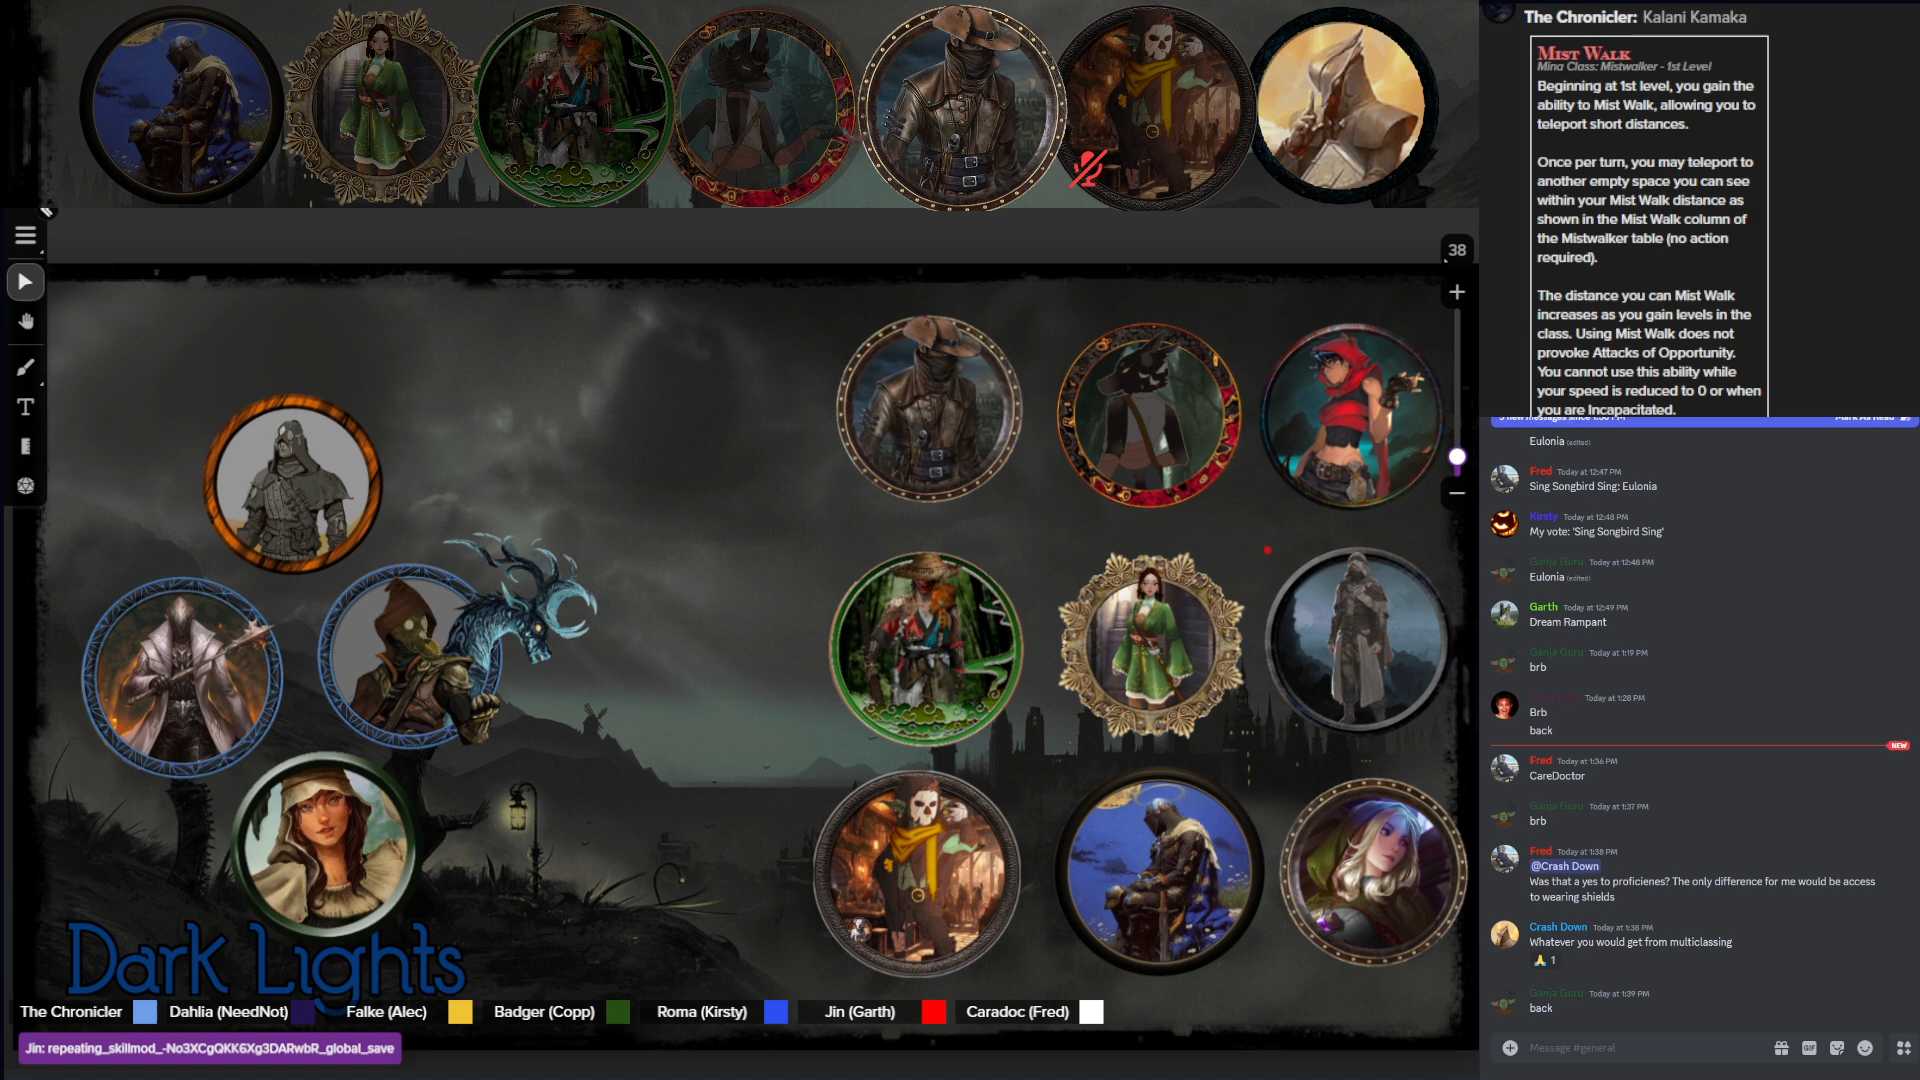 The Chronicler: Kalani Kamaka
Mist Walk
Mina Class: Mistwalker - 1st Level
Beginning at 1st level, you gain the
ability to Mist Walk, allowing you to
teleport short distances.
Once per turn, you may teleport to
another empty space you can see
within your Mist Walk distance as
shown in the Mist Walk column of
the Mistwalker table (no action
required).
The distance you can Mist Walk
increases as you gain levels in the
class. Using Mist Walk does not
provoke Attacks of Opportunity.
You cannot use this ability while
your speed is reduced to 0 or when
you are Incapacitated.
38
Eulonia (edited)
Fred Today at 12:47 PM
Sing Songbird Sing: Eulonia
Kirsty Today at 12:48 PM
My vote: 'Sing Songbird Sing'
Ganja Guru Today at 12:48 PM
Eulonia (edited)
Garth Today at 12:49 PM
Dream Rampant
Ganja Guru Today at 1:19 PM
brb
Today at 1:28 PM
Brb
back
NEW
Fred Today at 1:36 PM
CareDoctor
Ganja Guru Today at 1:37 PM
brb
Fred Today at 1:38 PM
@Crash Down
Was that a yes to proficienes? The only difference for me would be access
to wearing shields
Crash Down Today at 1:38 PM
Whatever you would get from multiclassing
🙏 1
Ganja Guru Today at 1:39 PM
back
Message #general
GIF
Dark Lights
The Chronicler Dahlia (NeedNot) Falke (Alec) Badger (Copp) Roma (Kirsty) Jin (Garth) Caradoc (Fred)
Jin: repeating_skillmod_-No3XCgQKK6Xg3DARwbR_global_save